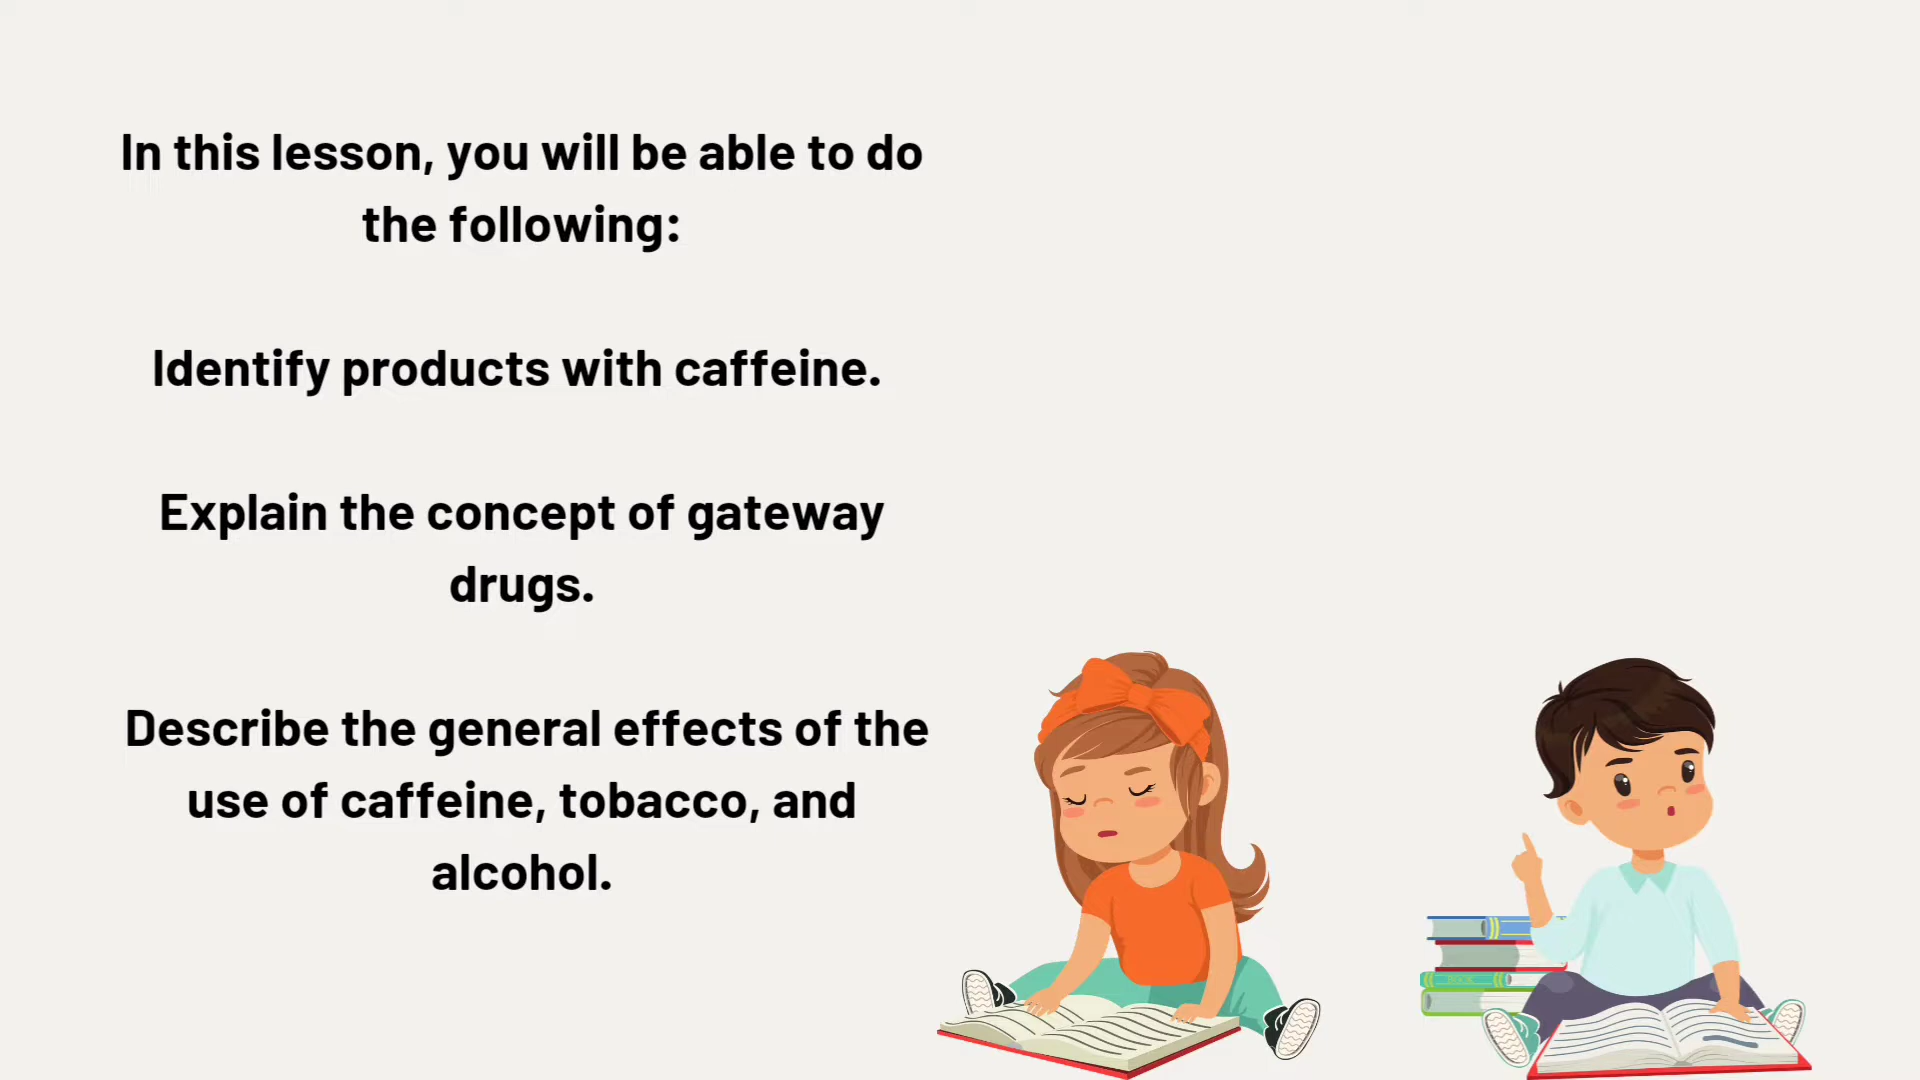 In this lesson, you will be able to do
the following:
Identify products with caffeine.
Explain the concept of gateway
drugs.
Describe the general effects of the
use of caffeine, tobacco, and
alcohol.